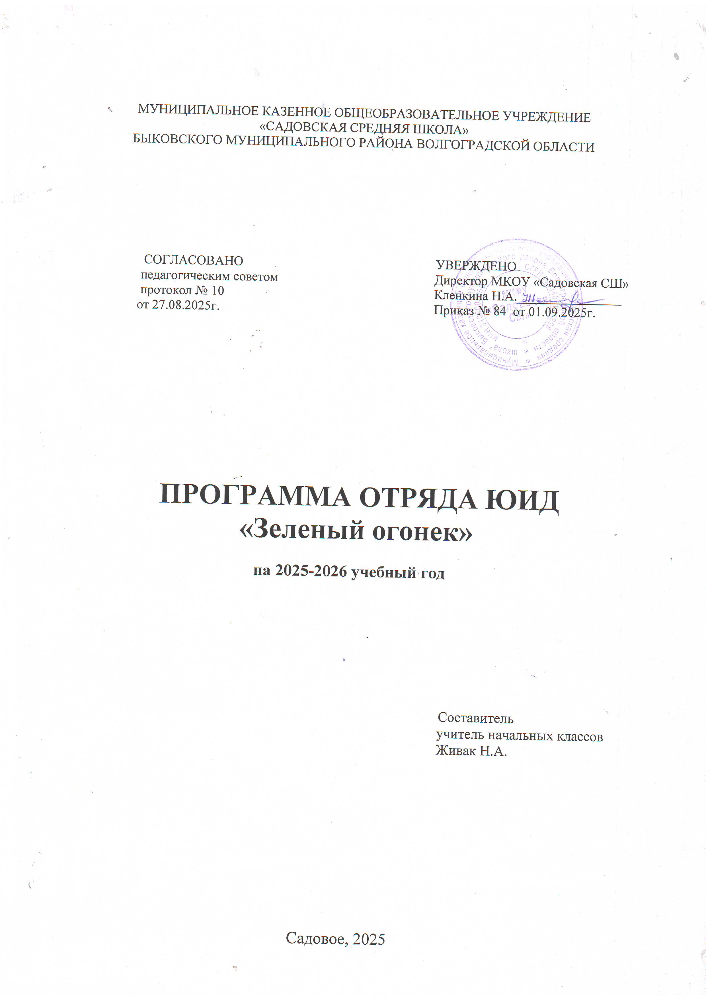 МУНИЦИПАЛЬНОЕ КАЗЕННОЕ ОБЩЕОБРАЗОВАТЕЛЬНОЕ УЧРЕЖДЕНИЕ
«САДОВСКАЯ СРЕДНЯЯ ШКОЛА»
БЫКОВСКОГО МУНИЦИПАЛЬНОГО РАЙОНА ВОЛГОГРАДСКОЙ ОБЛАСТИ
СОГЛАСОВАНО
педагогическим советом
протокол № 10
от 27.08.2025г.
УВЕРЖДЕНО
Директор МКОУ «Садовская СШ»
Кленкина Н.А.
Приказ № 84 от 01.09.2025г.
ПРОГРАММА ОТРЯДА ЮИД
«Зеленый огонек»
на 2025-2026 учебный год
Составитель
учитель начальных классов
Живак Н.А.
Садовое, 2025